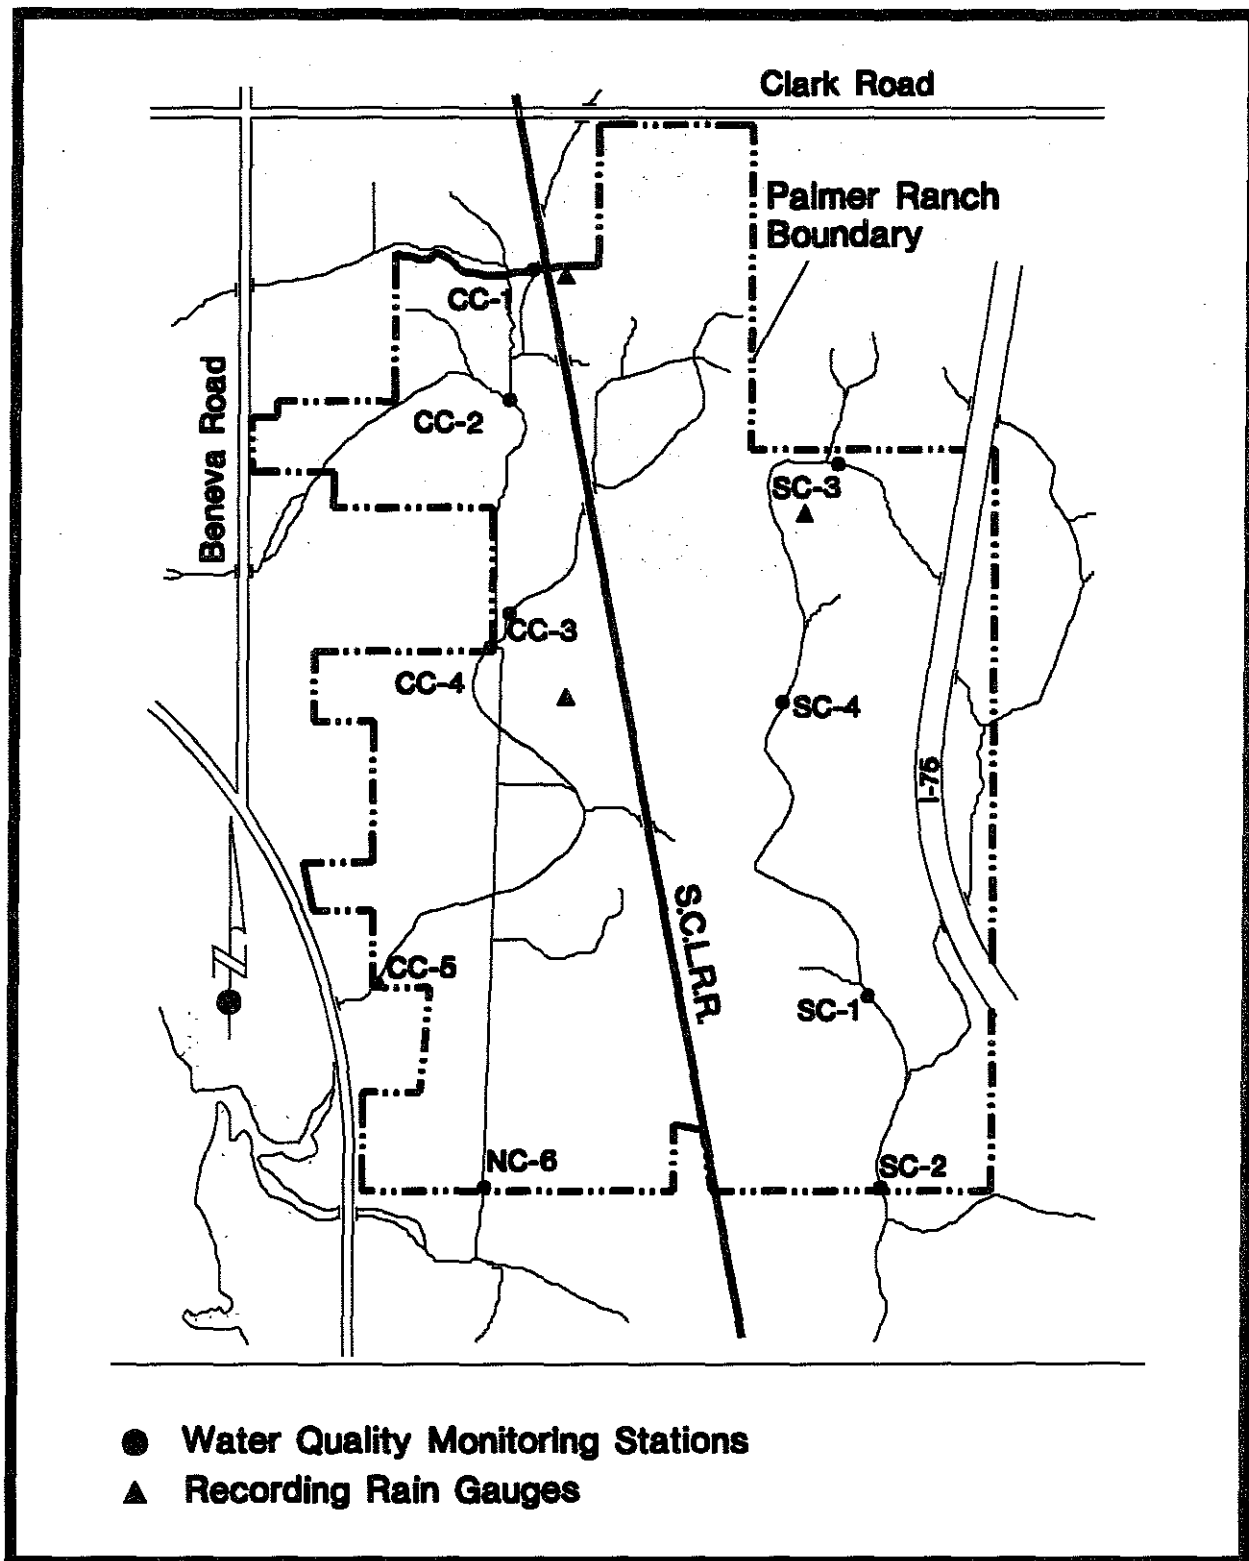 Clark Road
Palmer Ranch
Boundary
CC-1
Beneva Road
CC-2
SC-3
CC-3
CC-4
SC-4
I-75
S.C.L.R.R.
CC-5
N
SC-1
NC-6
SC-2
Water Quality Monitoring Stations
Recording Rain Gauges